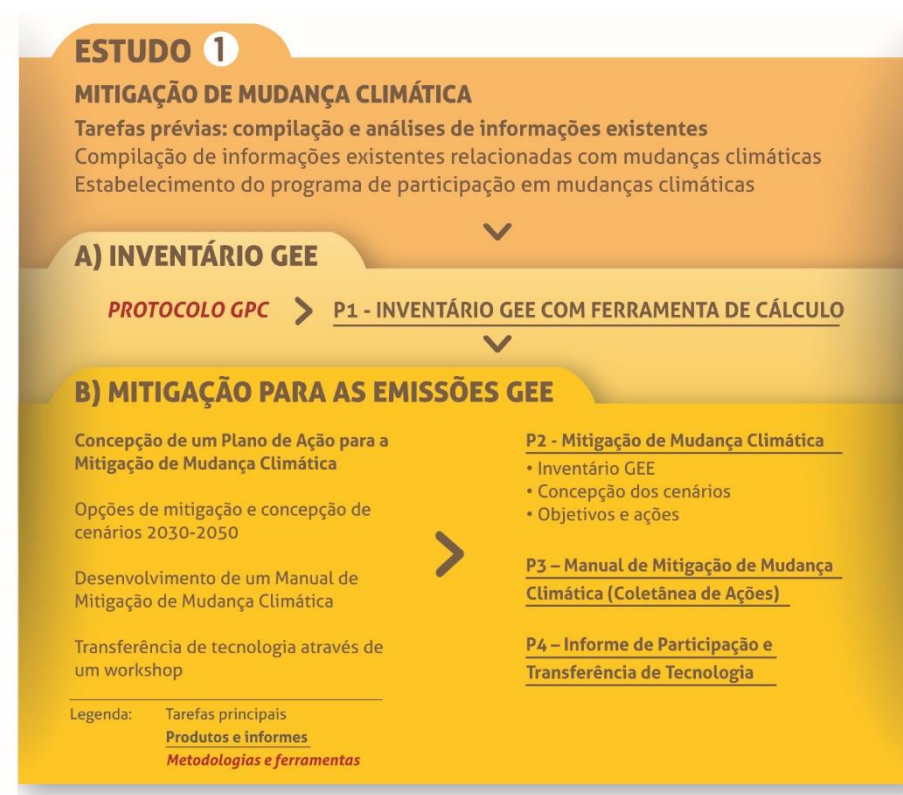 ESTUDO 1
MITIGAÇÃO DE MUDANÇA CLIMÁTICA
Tarefas prévias: compilação e análises de informações existentes
Compilação de informações existentes relacionadas com mudanças climáticas
Estabelecimento do programa de participação em mudanças climáticas
A) INVENTÁRIO GEE
PROTOCOLO GPC > P1 - INVENTÁRIO GEE COM FERRAMENTA DE CÁLCULO
B) MITIGAÇÃO PARA AS EMISSÕES GEE
Concepção de um Plano de Ação para a
Mitigação de Mudança Climática
Opções de mitigação e concepção de
cenários 2030-2050
Desenvolvimento de um Manual de
Mitigação de Mudança Climática
Transferência de tecnologia através de
um workshop
P2 - Mitigação de Mudança Climática
• Inventário GEE
• Concepção dos cenários
• Objetivos e ações
P3 – Manual de Mitigação de Mudança
Climática (Coletânea de Ações)
P4 – Informe de Participação e
Transferência de Tecnologia
Legenda: Tarefas principais
Produtos e informes
Metodologias e ferramentas